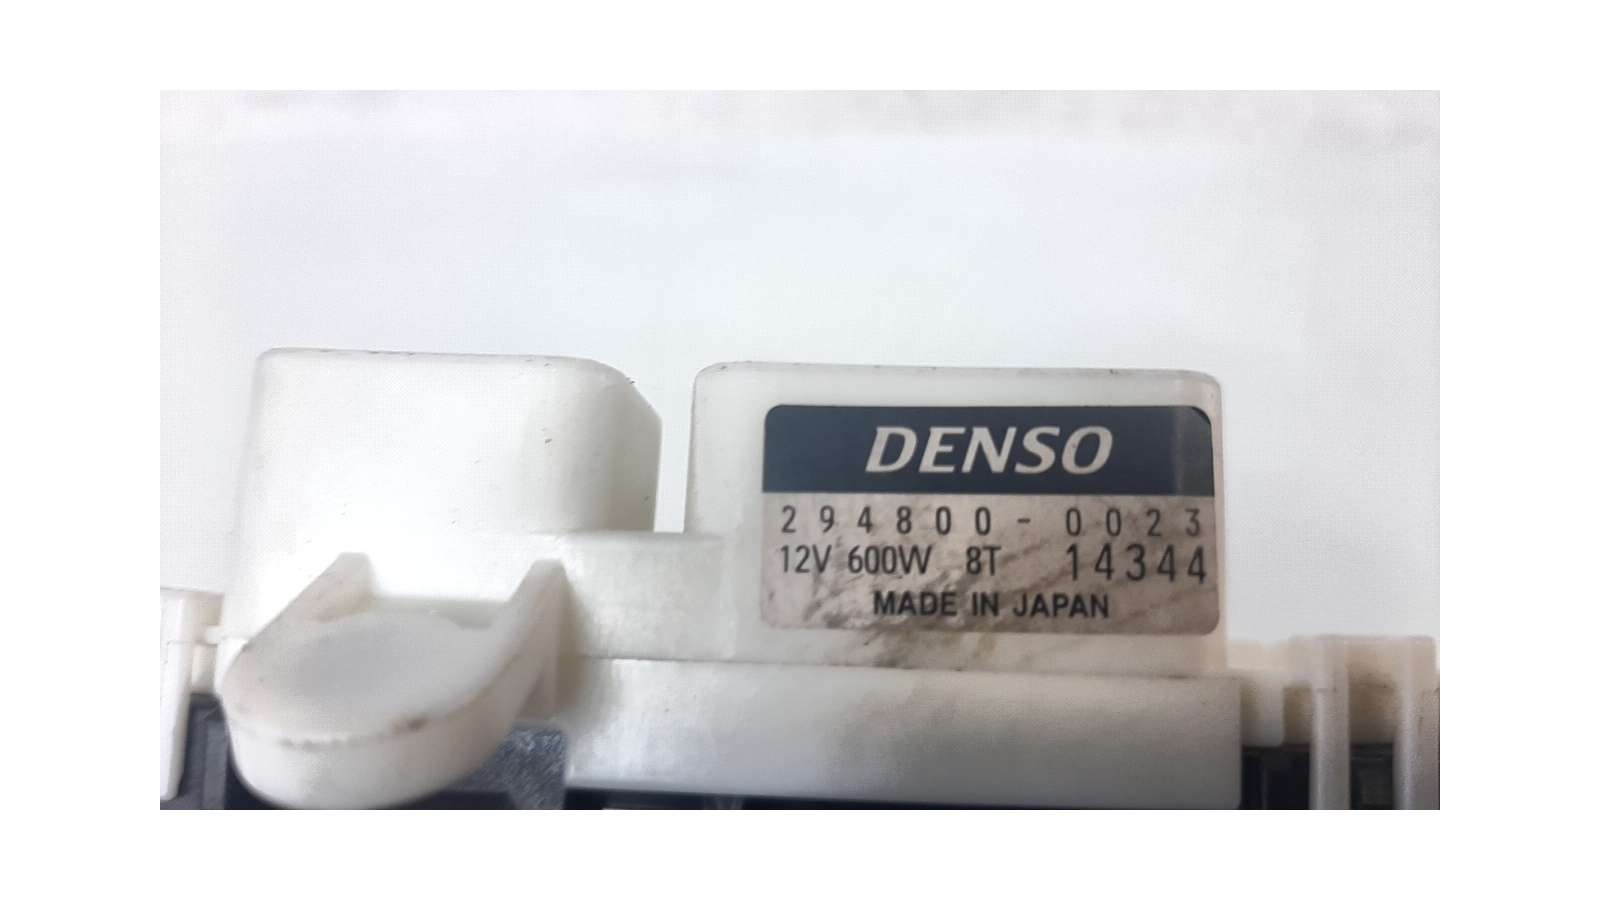 DENSO
294800-0023
12V 600W 8T 14344
MADE IN JAPAN